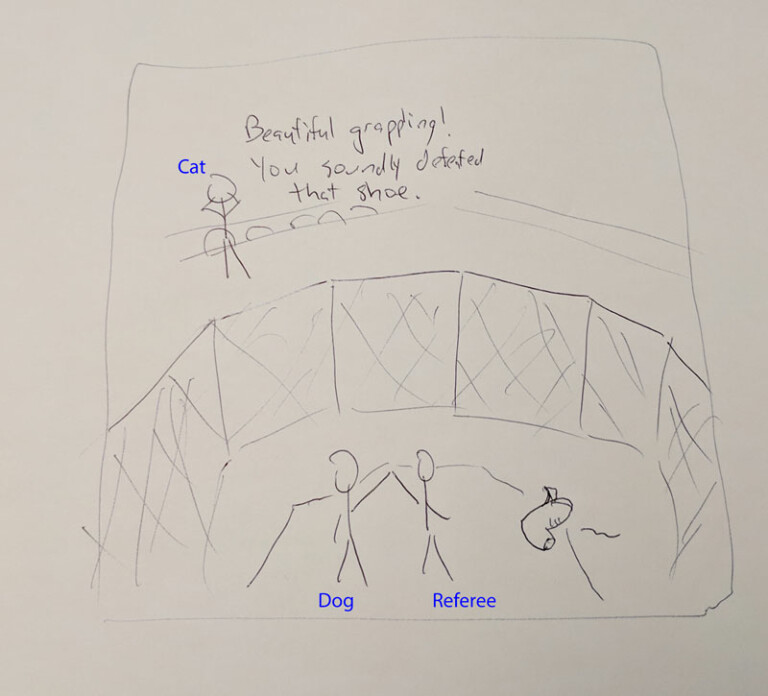 Beautiful grappling!
Cat
You soundly defeated
that shoe.
Dog
Referee